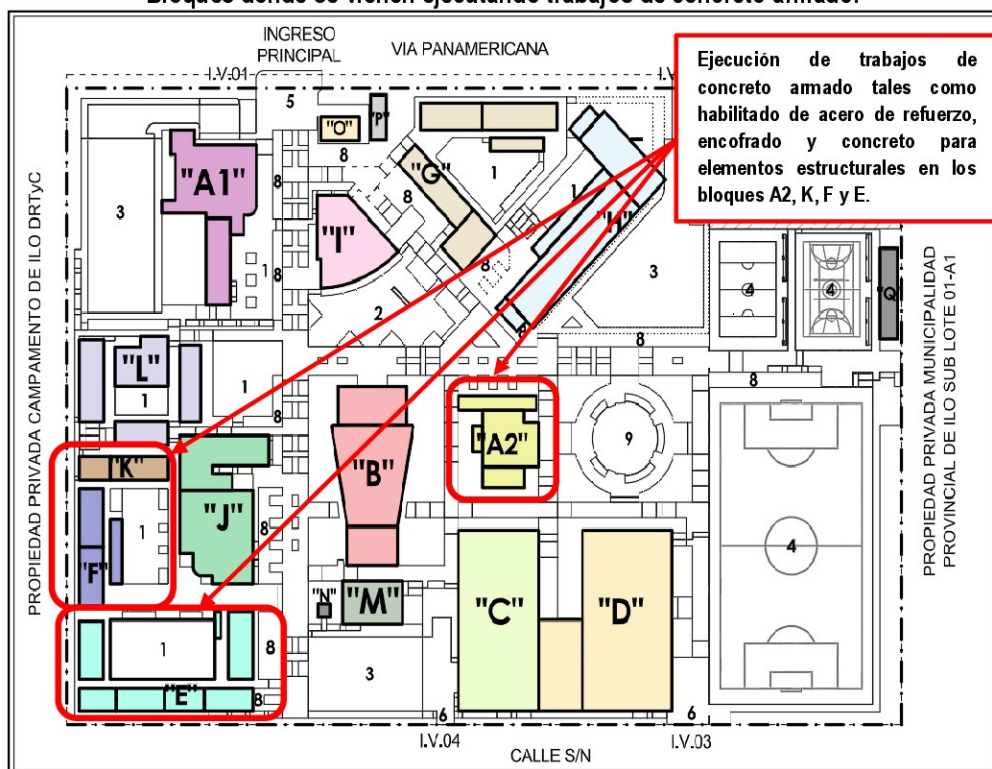 Bloques donde se vienen ejecutando trabajos de concreto armado.
INGRESO
PRINCIPAL
VIA PANAMERICANA
I.V-01
I.V
Ejecución de trabajos de
concreto armado tales como
habilitado de acero de refuerzo,
encofrado y concreto para
elementos estructurales en los
bloques A2, K, F y E.
5
"O"
"P"
8
"A1"
3
8
"G"
8
1
1
"H"
"I"
8
3
1
8
2
8
4
4
"Q"
8
8
PROPIEDAD PRIVADA CAMPAMENTO DE ILO DRTyC
PROPIEDAD PRIVADA MUNICIPALIDAD
PROVINCIAL DE ILO SUB LOTE 01-A1
"L"
1
1
8
8
"K"
"B"
"A2"
9
1
"J"
8
"F"
4
"N"
"M"
"C"
"D"
1
8
3
"E"
8
6
6
I.V.04
CALLE S/N
I.V.03